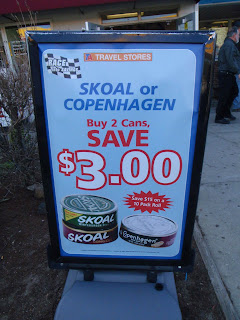 RACE
TRAVEL STORES
SKOAL or
COPENHAGEN
Buy 2 Cans,
SAVE
$3.00
Save $15 on a
10 Pack Roll
SKOAL
SKOAL
Copenhagen